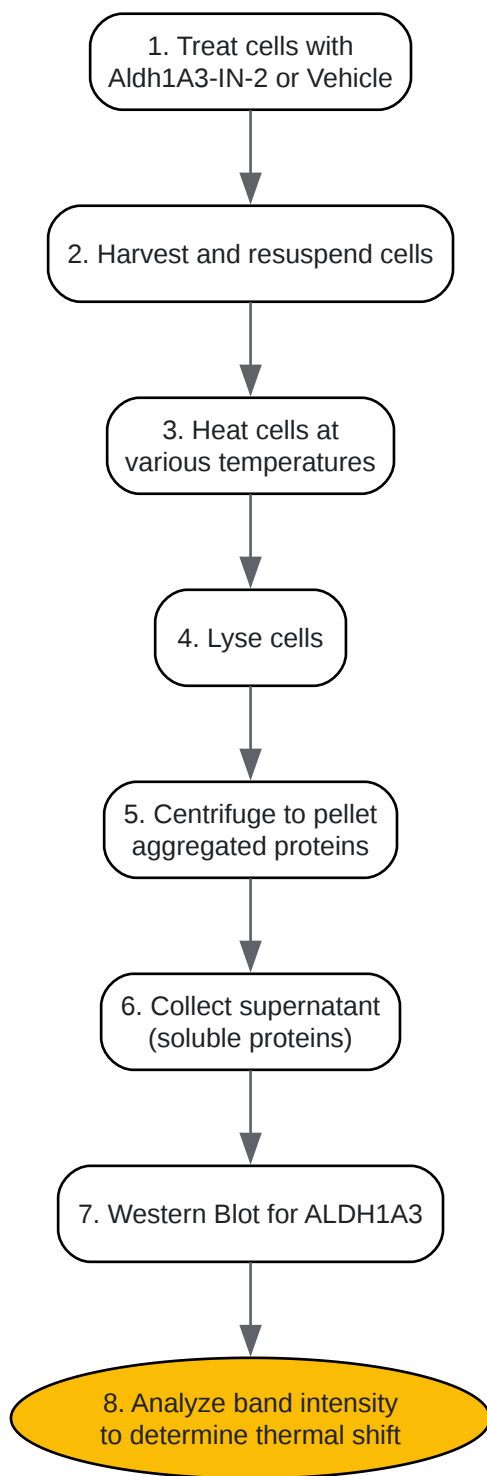 1. Treat cells with
Aldh1A3-IN-2 or Vehicle
2. Harvest and resuspend cells
3. Heat cells at
various temperatures
4. Lyse cells
5. Centrifuge to pellet
aggregated proteins
6. Collect supernatant
(soluble proteins)
7. Western Blot for ALDH1A3
8. Analyze band intensity
to determine thermal shift